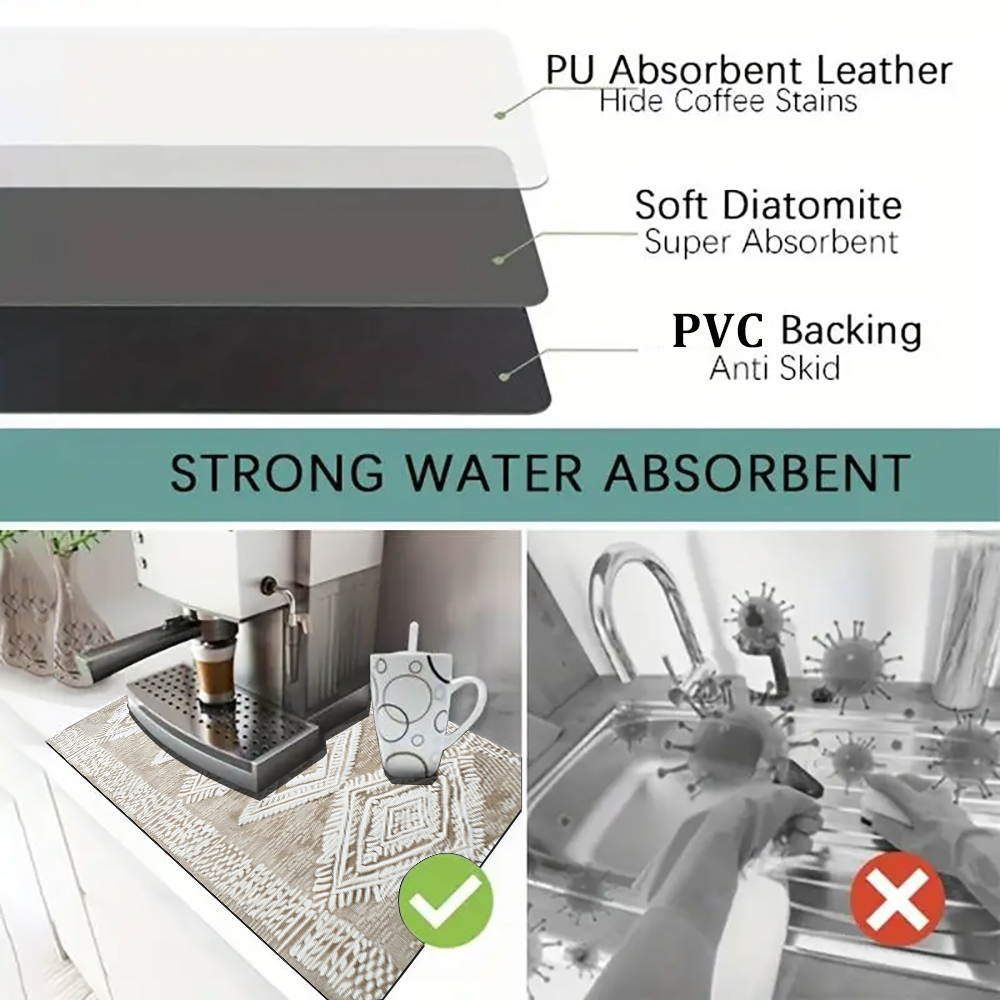 PU Absorbent Leather
Hide Coffee Stains
Soft Diatomite
Super Absorbent
PVC Backing
Anti Skid
STRONG WATER ABSORBENT